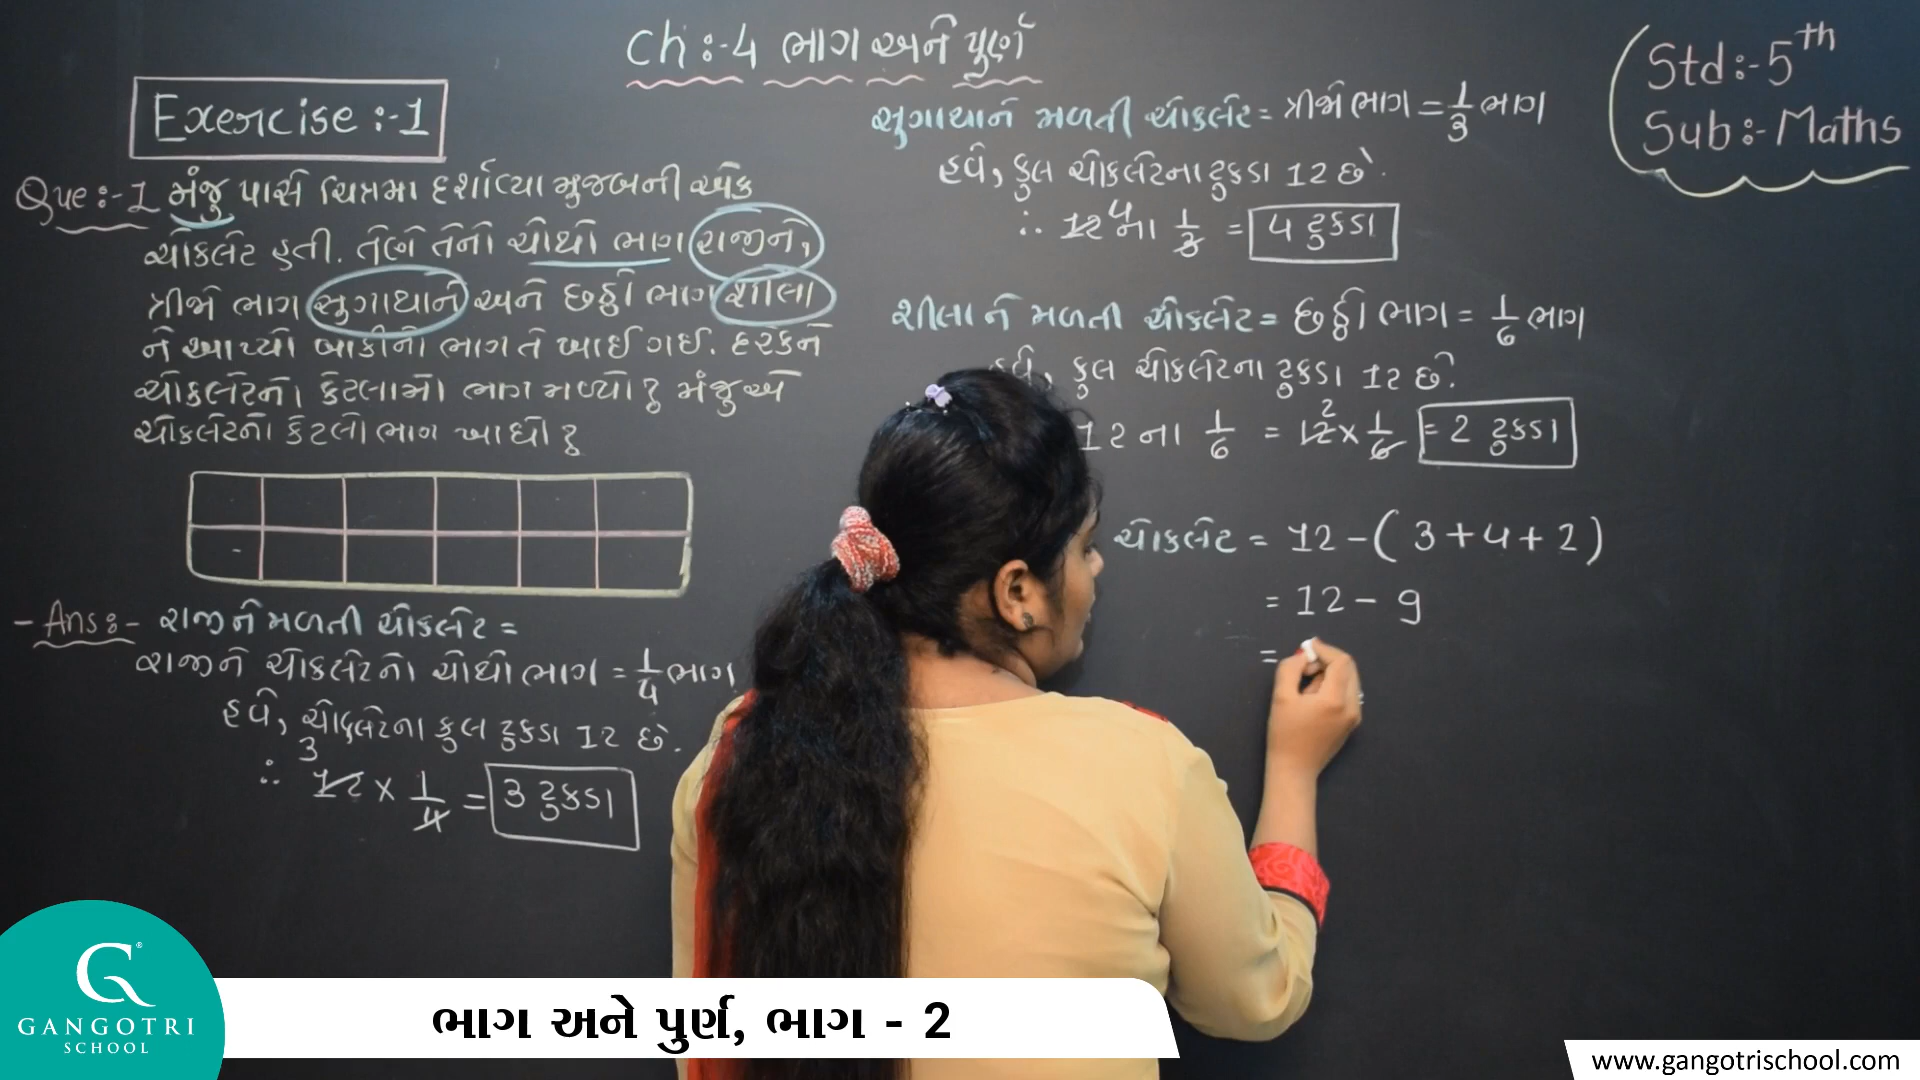 Ch:-4 ભાગ અને પુર્ણ
Std:-5th
Sub:- Maths
Exercise:-1
Que:-1 મંજુ પાસે ચિત્રમા દર્શાવ્યા મુજબની એક
ચોકલેટ હતી. તેણે તેનો ચોથો ભાગ રાજીને,
ત્રીજો ભાગ સુગાથાને અને છઠ્ઠો ભાગ શીલા
ને આપ્યો બાકીનો ભાગ તે ખાઈ ગઈ. દરેકને
ચોકલેટનો કેટલામો ભાગ મળ્યો? મંજુએ
ચોકલેટનો કેટલો ભાગ ખાધો?
-Ans:- રાજીને મળતી ચોકલેટ =
રાજીને ચોકલેટનો ચોથો ભાગ = 1/4 ભાગ
હવે, ચોકલેટના કુલ ટુકડા 12 છે.
3
∴ 12 × 1/4 = 3 ટુકડા
સુગાથાને મળતી ચોકલેટ = ત્રીજો ભાગ = 1/3 ભાગ
હવે, કુલ ચોકલેટના ટુકડા 12 છે.
∴ 12 4 ના 1/3 = 4 ટુકડા
શીલાને મળતી ચોકલેટ = છઠ્ઠો ભાગ = 1/6 ભાગ
હવે, કુલ ચોકલેટના ટુકડા 12 છે.
2
12 ના 1/6 = 12 × 1/6 = 2 ટુકડા
ચોકલેટ = 12 - ( 3 + 4 + 2 )
= 12 - 9
=
GANGOTRI
SCHOOL
ભાગ અને પુર્ણ, ભાગ - 2
www.gangotrischool.com